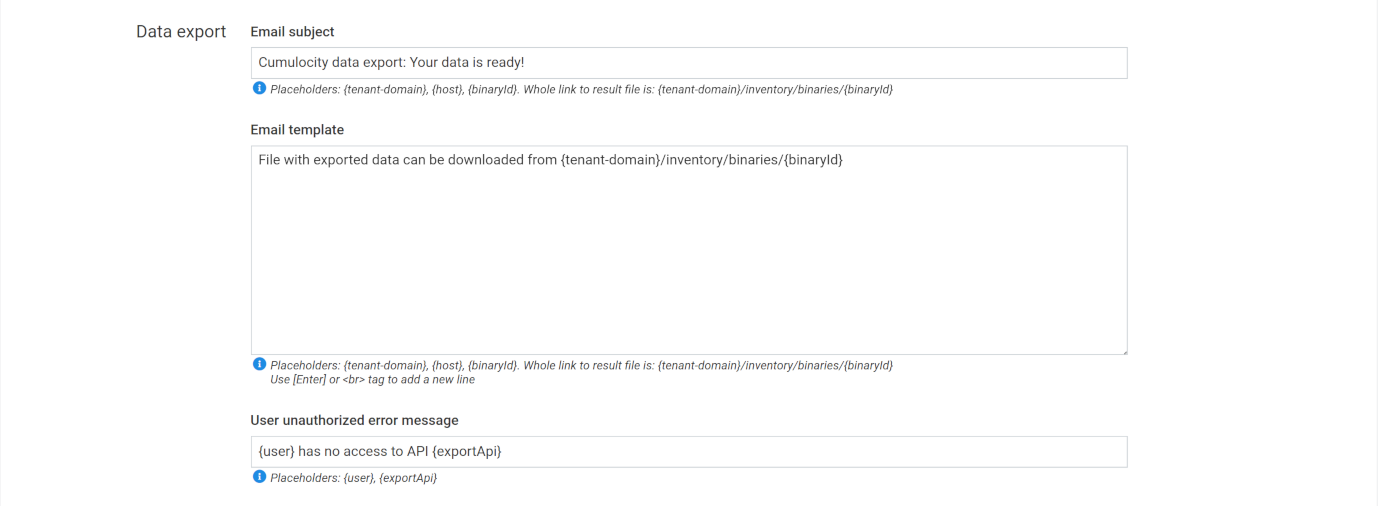 Data export
Email subject
Cumulocity data export: Your data is ready!
Placeholders: {tenant-domain}, {host}, {binaryId}. Whole link to result file is: {tenant-domain}/inventory/binaries/{binaryId}
Email template
File with exported data can be downloaded from {tenant-domain}/inventory/binaries/{binaryId}
Placeholders: {tenant-domain}, {host}, {binaryId}. Whole link to result file is: {tenant-domain}/inventory/binaries/{binaryId}
Use [Enter] or <br> tag to add a new line
User unauthorized error message
{user} has no access to API {exportApi}
Placeholders: {user}, {exportApi}